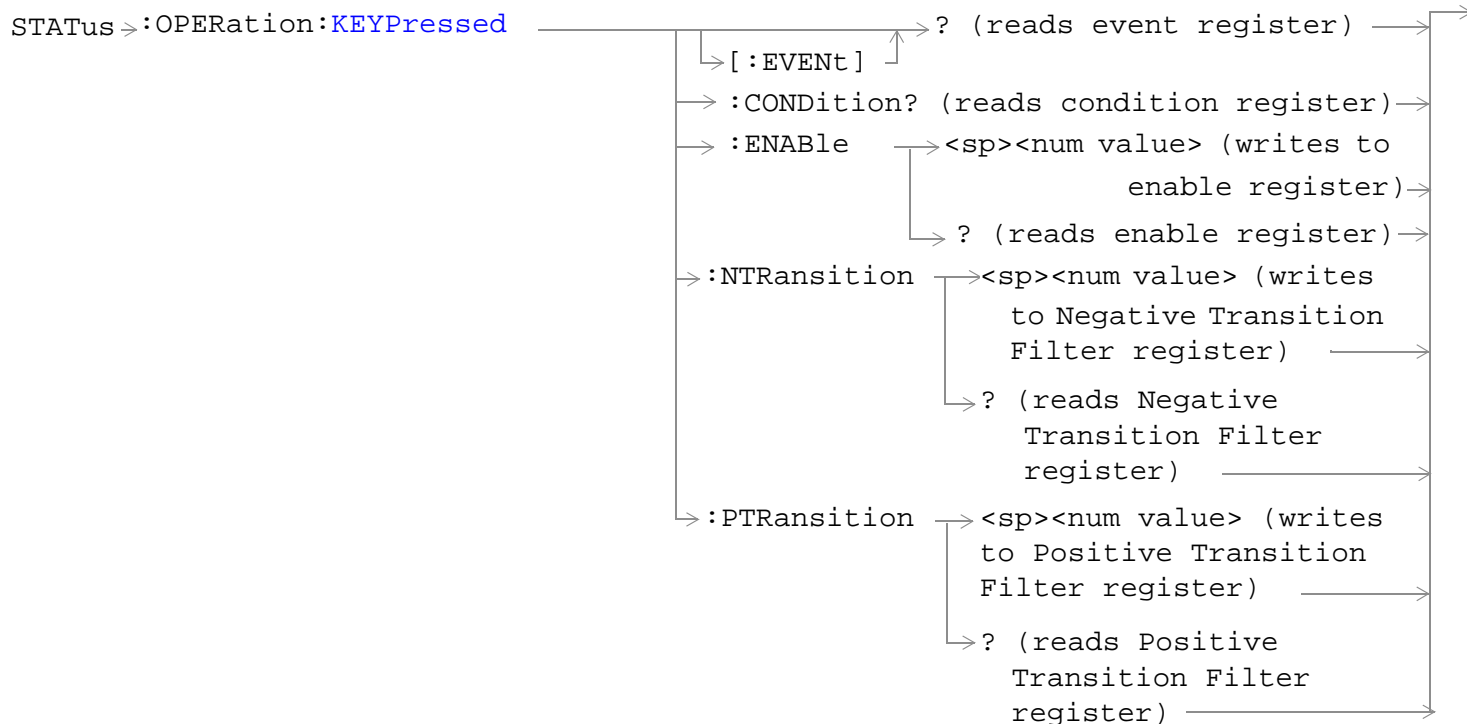 STATus :OPERation:KEYPressed ? (reads event register)
[:EVENt]
:CONDition? (reads condition register)
:ENABle <sp><num value> (writes to
enable register)
? (reads enable register)
:NTRansition <sp><num value> (writes
to Negative Transition
Filter register)
? (reads Negative
Transition Filter
register)
:PTRansition <sp><num value> (writes
to Positive Transition
Filter register)
? (reads Positive
Transition Filter
register)